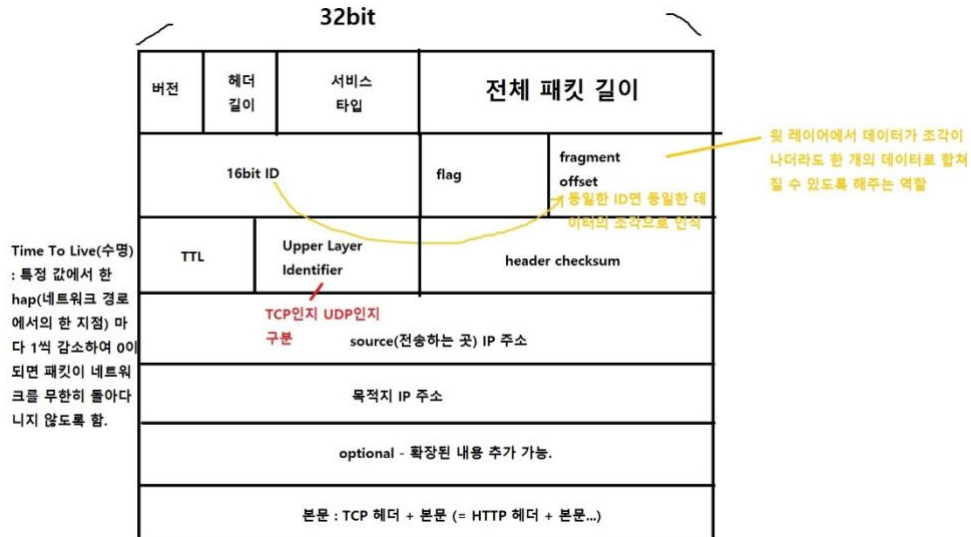 32bit
버전
헤더
길이
서비스
타입
전체 패킷 길이
16bit ID
flag
fragment
offset
윗 레이어에서 데이터가 조각이
나더라도 한 개의 데이터로 합쳐
질 수 있도록 해주는 역할
동일한 ID면 동일한 데
이터의 조각으로 인식
Time To Live(수명)
: 특정 값에서 한
hap(네트워크 경로
에서의 한 지점) 마
다 1씩 감소하여 0이
되면 패킷이 네트워
크를 무한히 돌아다
니지 않도록 함.
TTL
Upper Layer
Identifier
header checksum
TCP인지 UDP인지
구분
source(전송하는 곳) IP 주소
목적지 IP 주소
optional - 확장된 내용 추가 가능.
본문 : TCP 헤더 + 본문 (= HTTP 헤더 + 본문...)